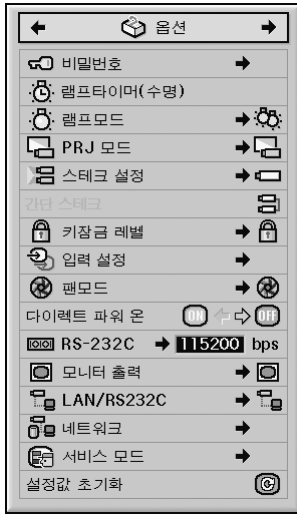 옵션
비밀번호
램프타이머(수명)
램프모드
PRJ 모드
스테크 설정
간단 스테크
키잠금 레벨
입력 설정
팬모드
다이렉트 파워 온 ON OFF
RS-232C 115200 bps
모니터 출력
LAN/RS232C
네트워크
서비스 모드
설정값 초기화